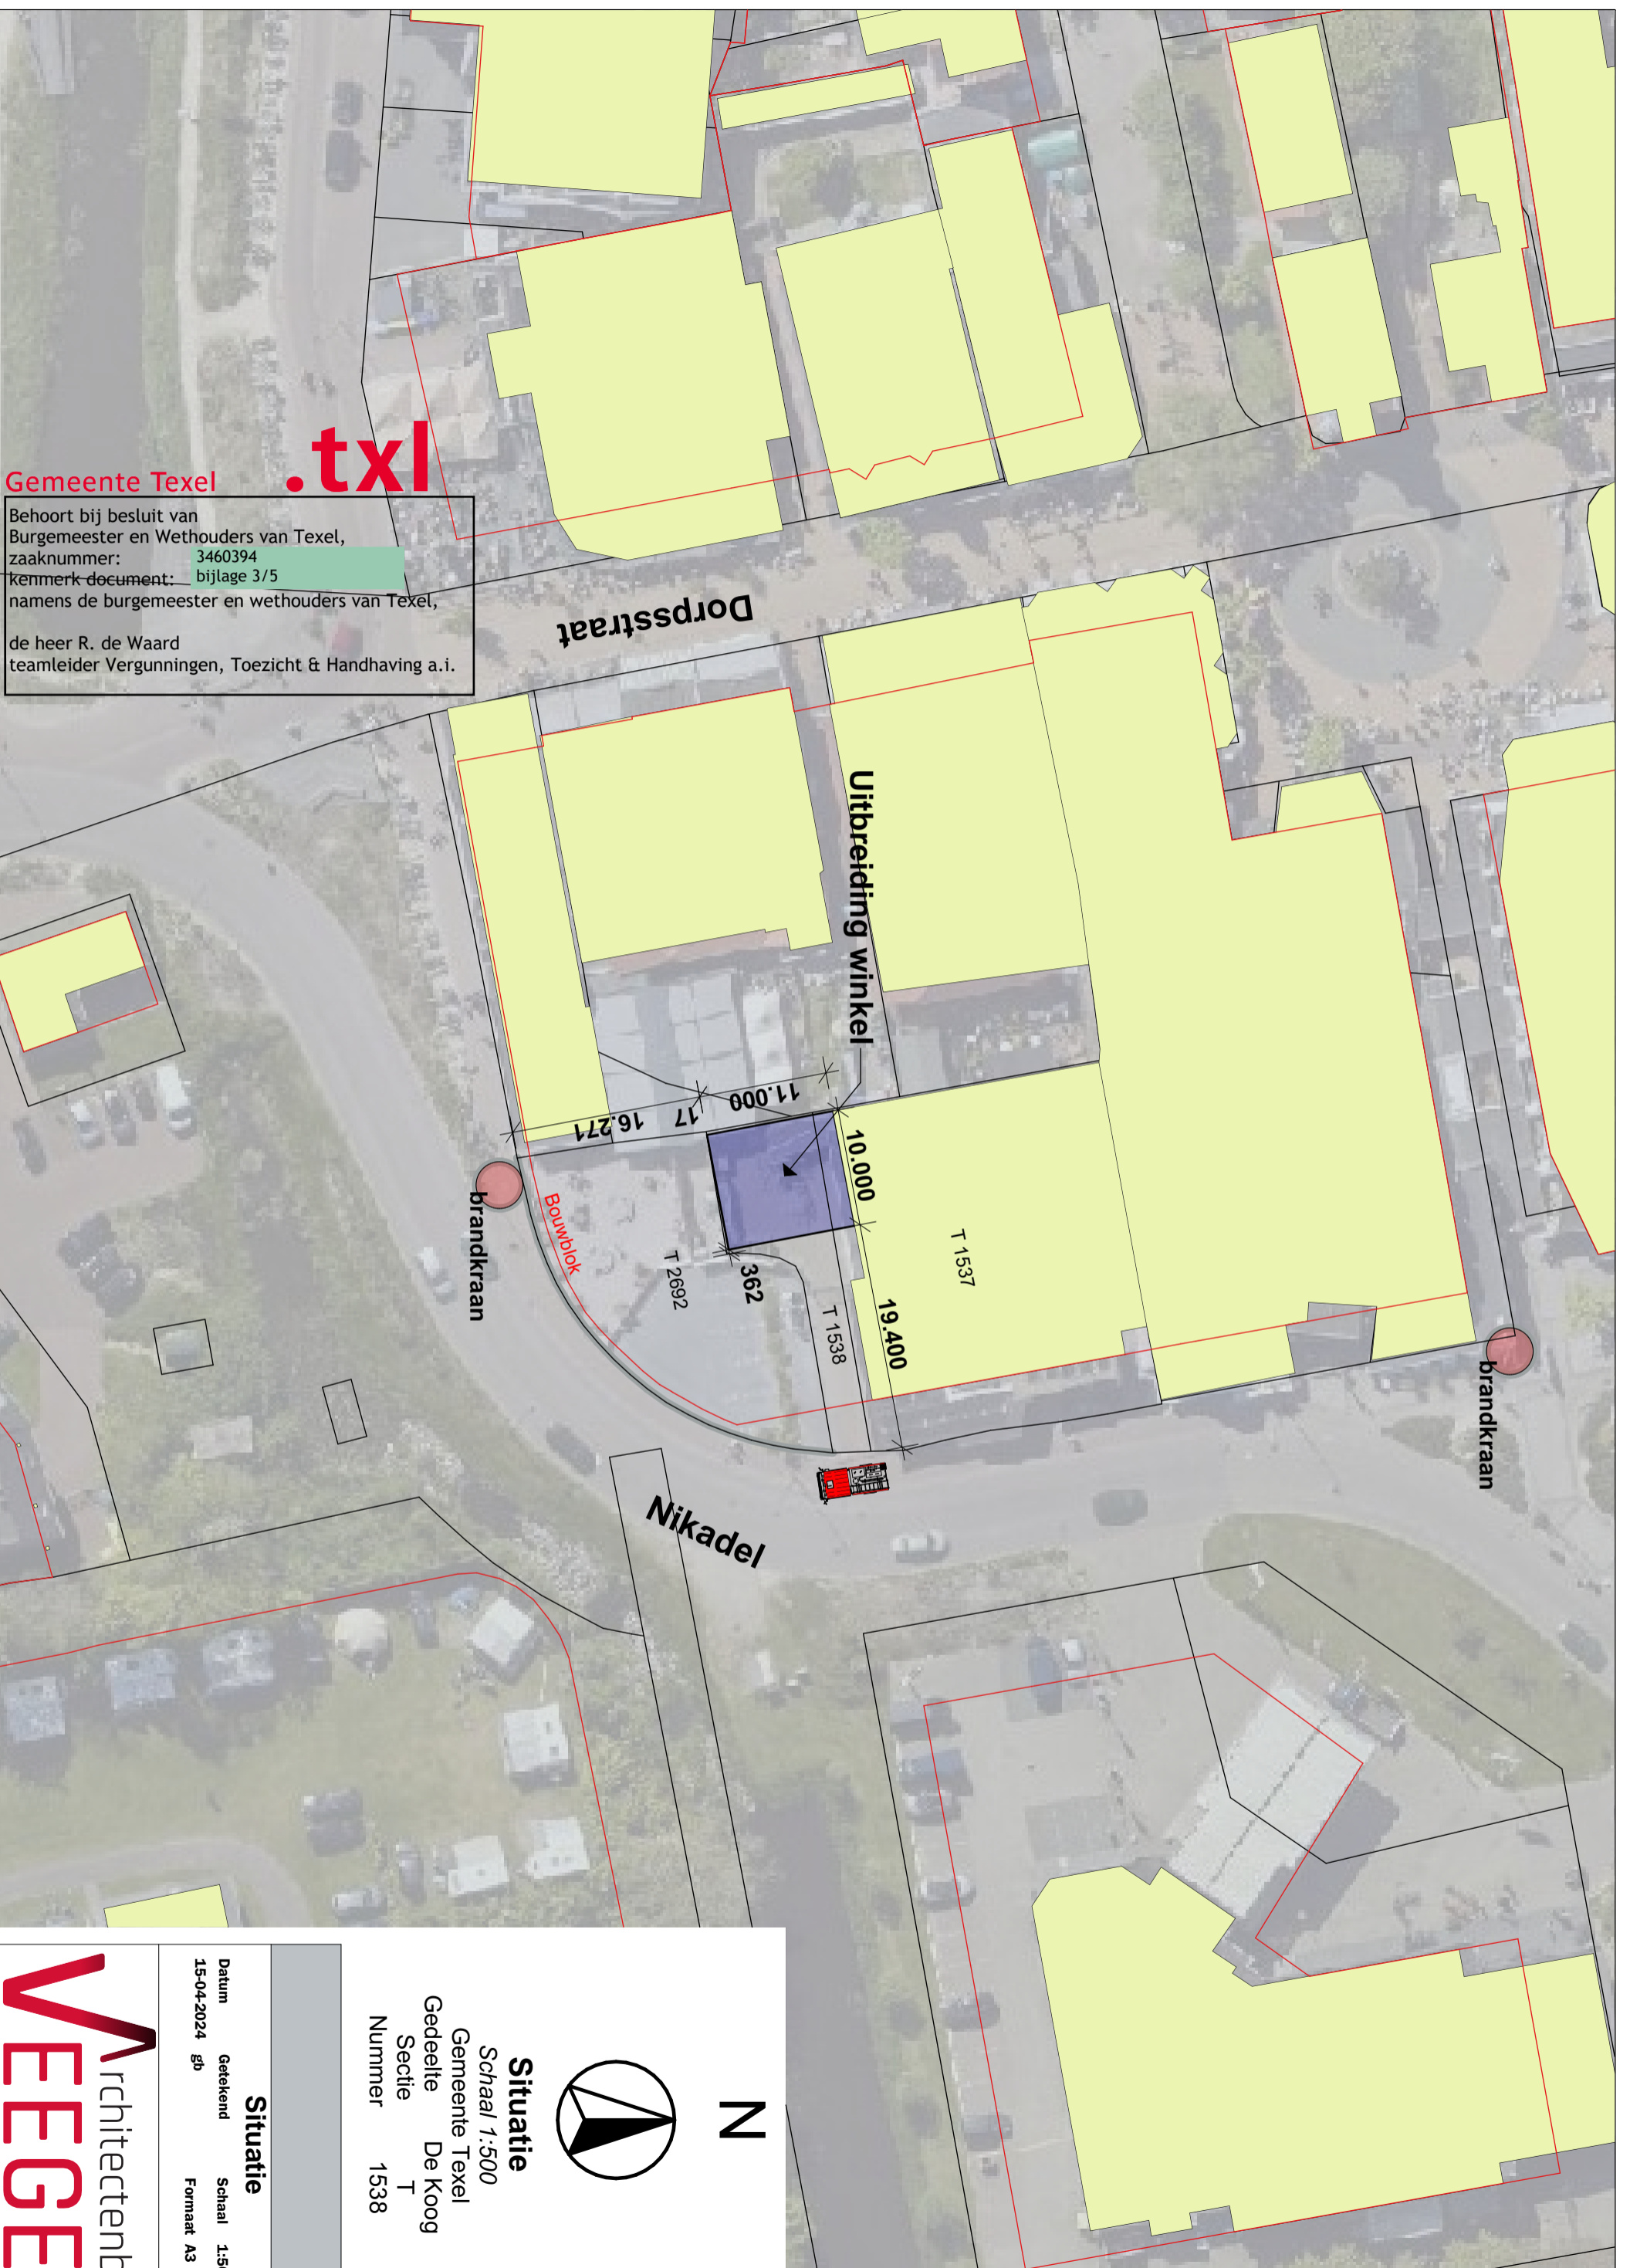 Gemeente Texel
.txl
Behoort bij besluit van
Burgemeester en Wethouders van Texel,
zaaknummer: 3460394
kenmerk document: bijlage 3/5
namens de burgemeester en wethouders van Texel,
de heer R. de Waard
teamleider Vergunningen, Toezicht & Handhaving a.i.
Dorpsstraat
Uitbreiding winkel
11.000
17
16.271
10.000
19.400
362
T 1537
T 1538
T 2692
Bouwblok
brandkraan
brandkraan
Nikadel
N
Situatie
Schaal 1:500
Gemeente Texel
Gedeelte De Koog
Sectie T
Nummer 1538
Situatie
Datum Getekend Schaal
15-04-2024 gb Formaat A3